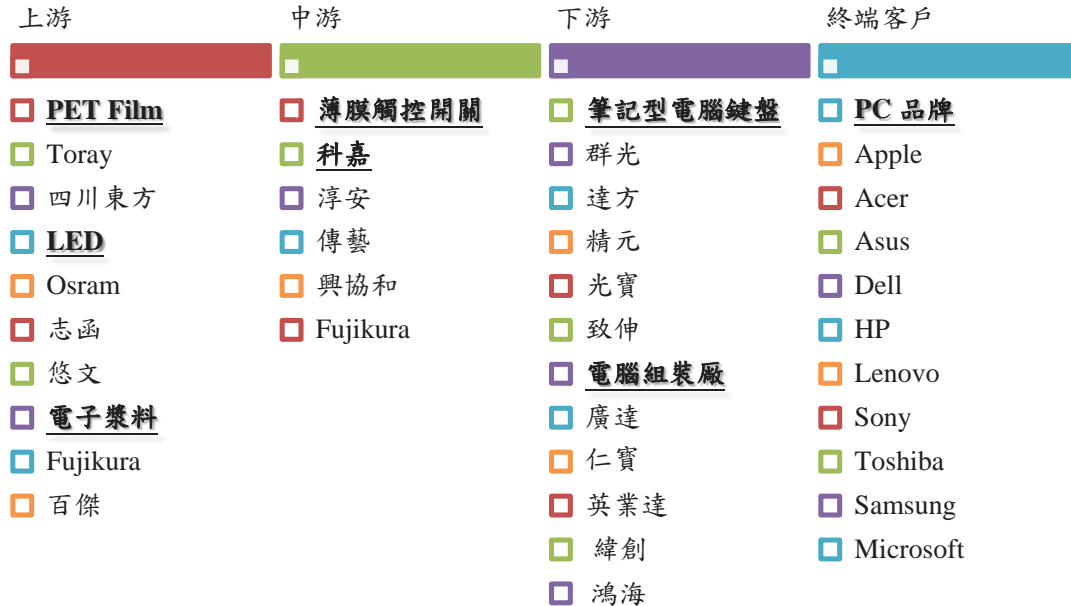 上游
PET Film
Toray
四川東方
LED
Osram
志函
悠文
電子漿料
Fujikura
百傑
中游
薄膜觸控開關
科嘉
淳安
傳藝
興協和
Fujikura
下游
筆記型電腦鍵盤
群光
達方
精元
光寶
致伸
電腦組裝廠
廣達
仁寶
英業達
緯創
鴻海
終端客戶
PC 品牌
Apple
Acer
Asus
Dell
HP
Lenovo
Sony
Toshiba
Samsung
Microsoft